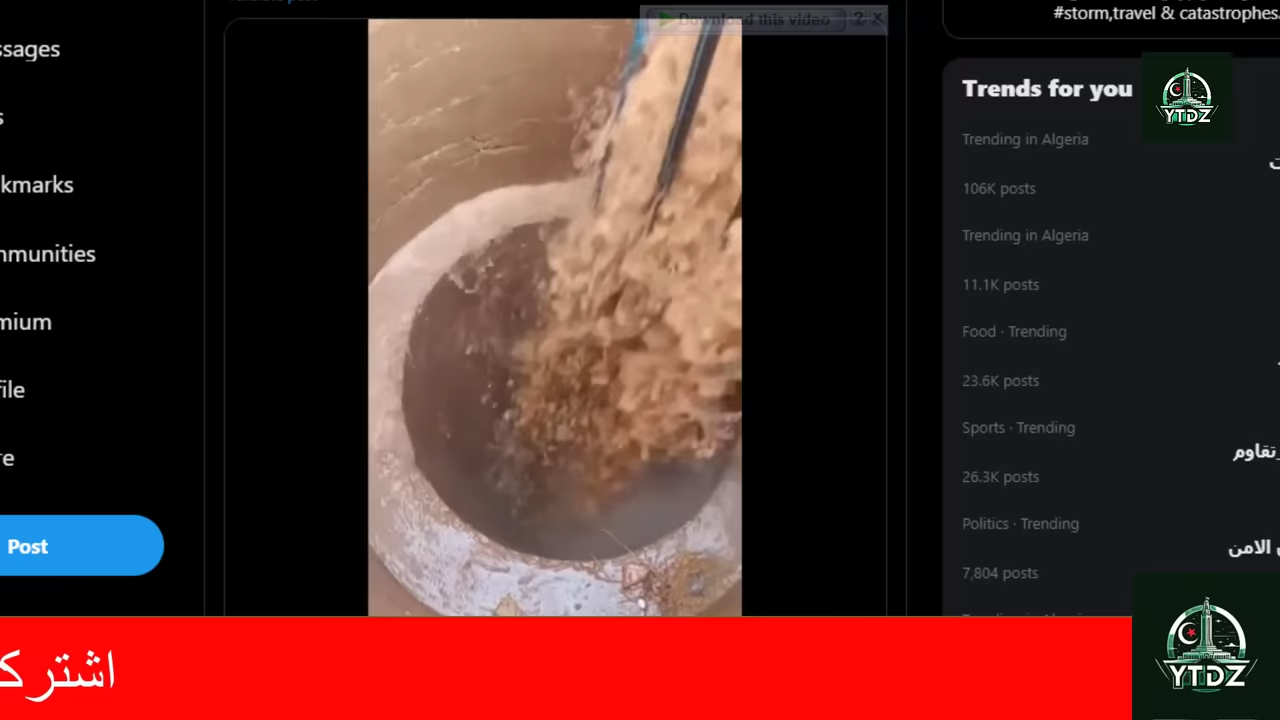 ssages
s
kmarks
mmunities
mium
file
re
Post
Download this video ? X
#storm,travel & catastrophes.
Trends for you
YTDZ
Trending in Algeria
106K posts
Trending in Algeria
11.1K posts
Food · Trending
23.6K posts
Sports · Trending
تقاوم
26.3K posts
Politics · Trending
الامن
7,804 posts
اشترك
YTDZ